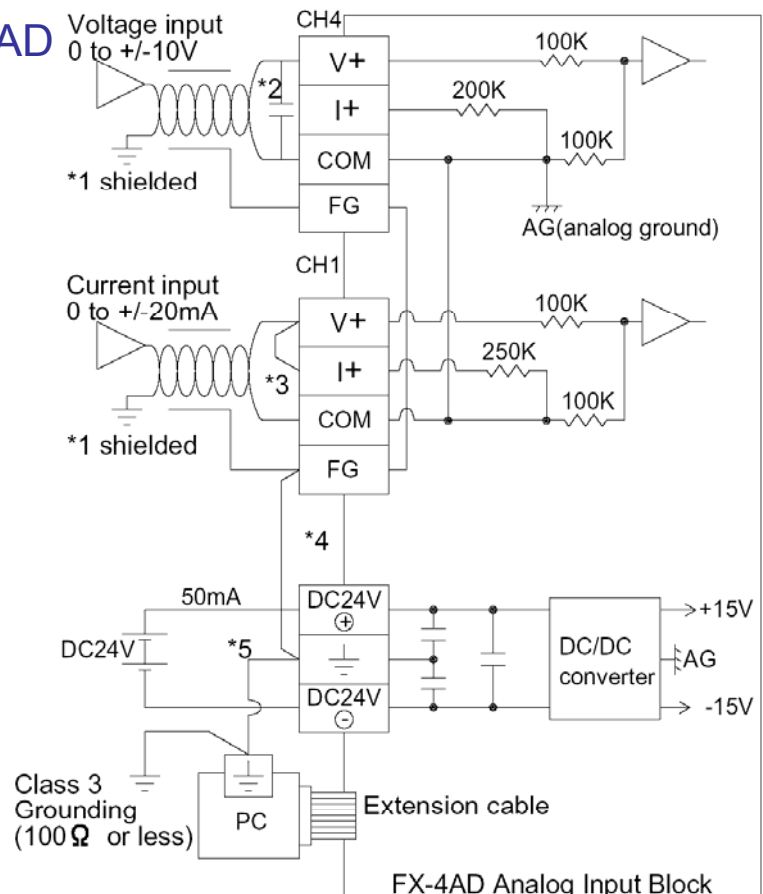 AD
Voltage input
0 to +/-10V
*1 shielded
*2
CH4
V+
I+
COM
FG
100K
200K
100K
AG(analog ground)
Current input
0 to +/-20mA
*1 shielded
*3
CH1
V+
I+
COM
FG
100K
250K
100K
*4
50mA
DC24V
*5
DC24V
+
DC24V
-
DC/DC
converter
+15V
AG
-15V
Class 3
Grounding
(100Ω or less)
PC
Extension cable
FX-4AD Analog Input Block